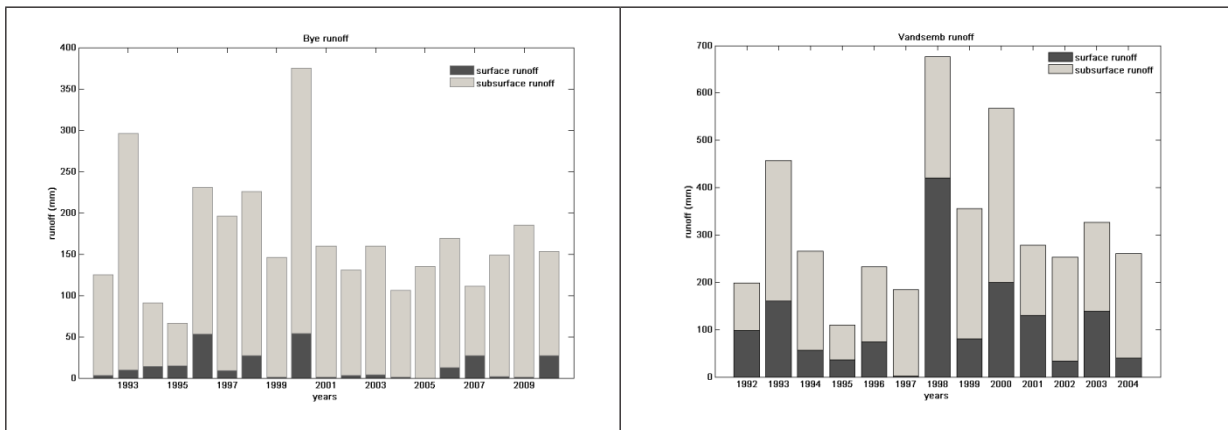 Bye runoff
400
350
300
250
200
150
100
50
0
runoff (mm)
surface runoff
subsurface runoff
1993 1995 1997 1999 2001 2003 2005 2007 2009
years
Vandsemb runoff
700
600
500
400
300
200
100
0
runoff (mm)
surface runoff
subsurface runoff
1992 1993 1994 1995 1996 1997 1998 1999 2000 2001 2002 2003 2004
years